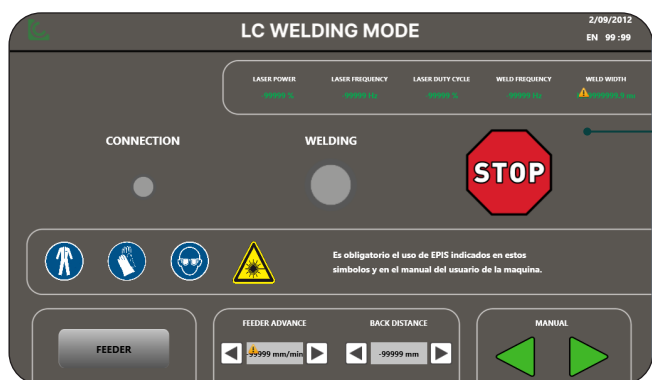 2/09/2012
LC WELDING MODE
EN 99:99
LASER POWER LASER FREQUENCY LASER DUTY CYCLE WELD FREQUENCY WELD WIDTH
-99999 % -99999 Hz -99999 % -99999 Hz
CONNECTION WELDING
STOP
Es obligatorio el uso de EPIS indicados en estos
simbolos y en el manual del usuario de la maquina.
FEEDER ADVANCE BACK DISTANCE MANUAL
FEEDER -99999 mm/min -99999 mm